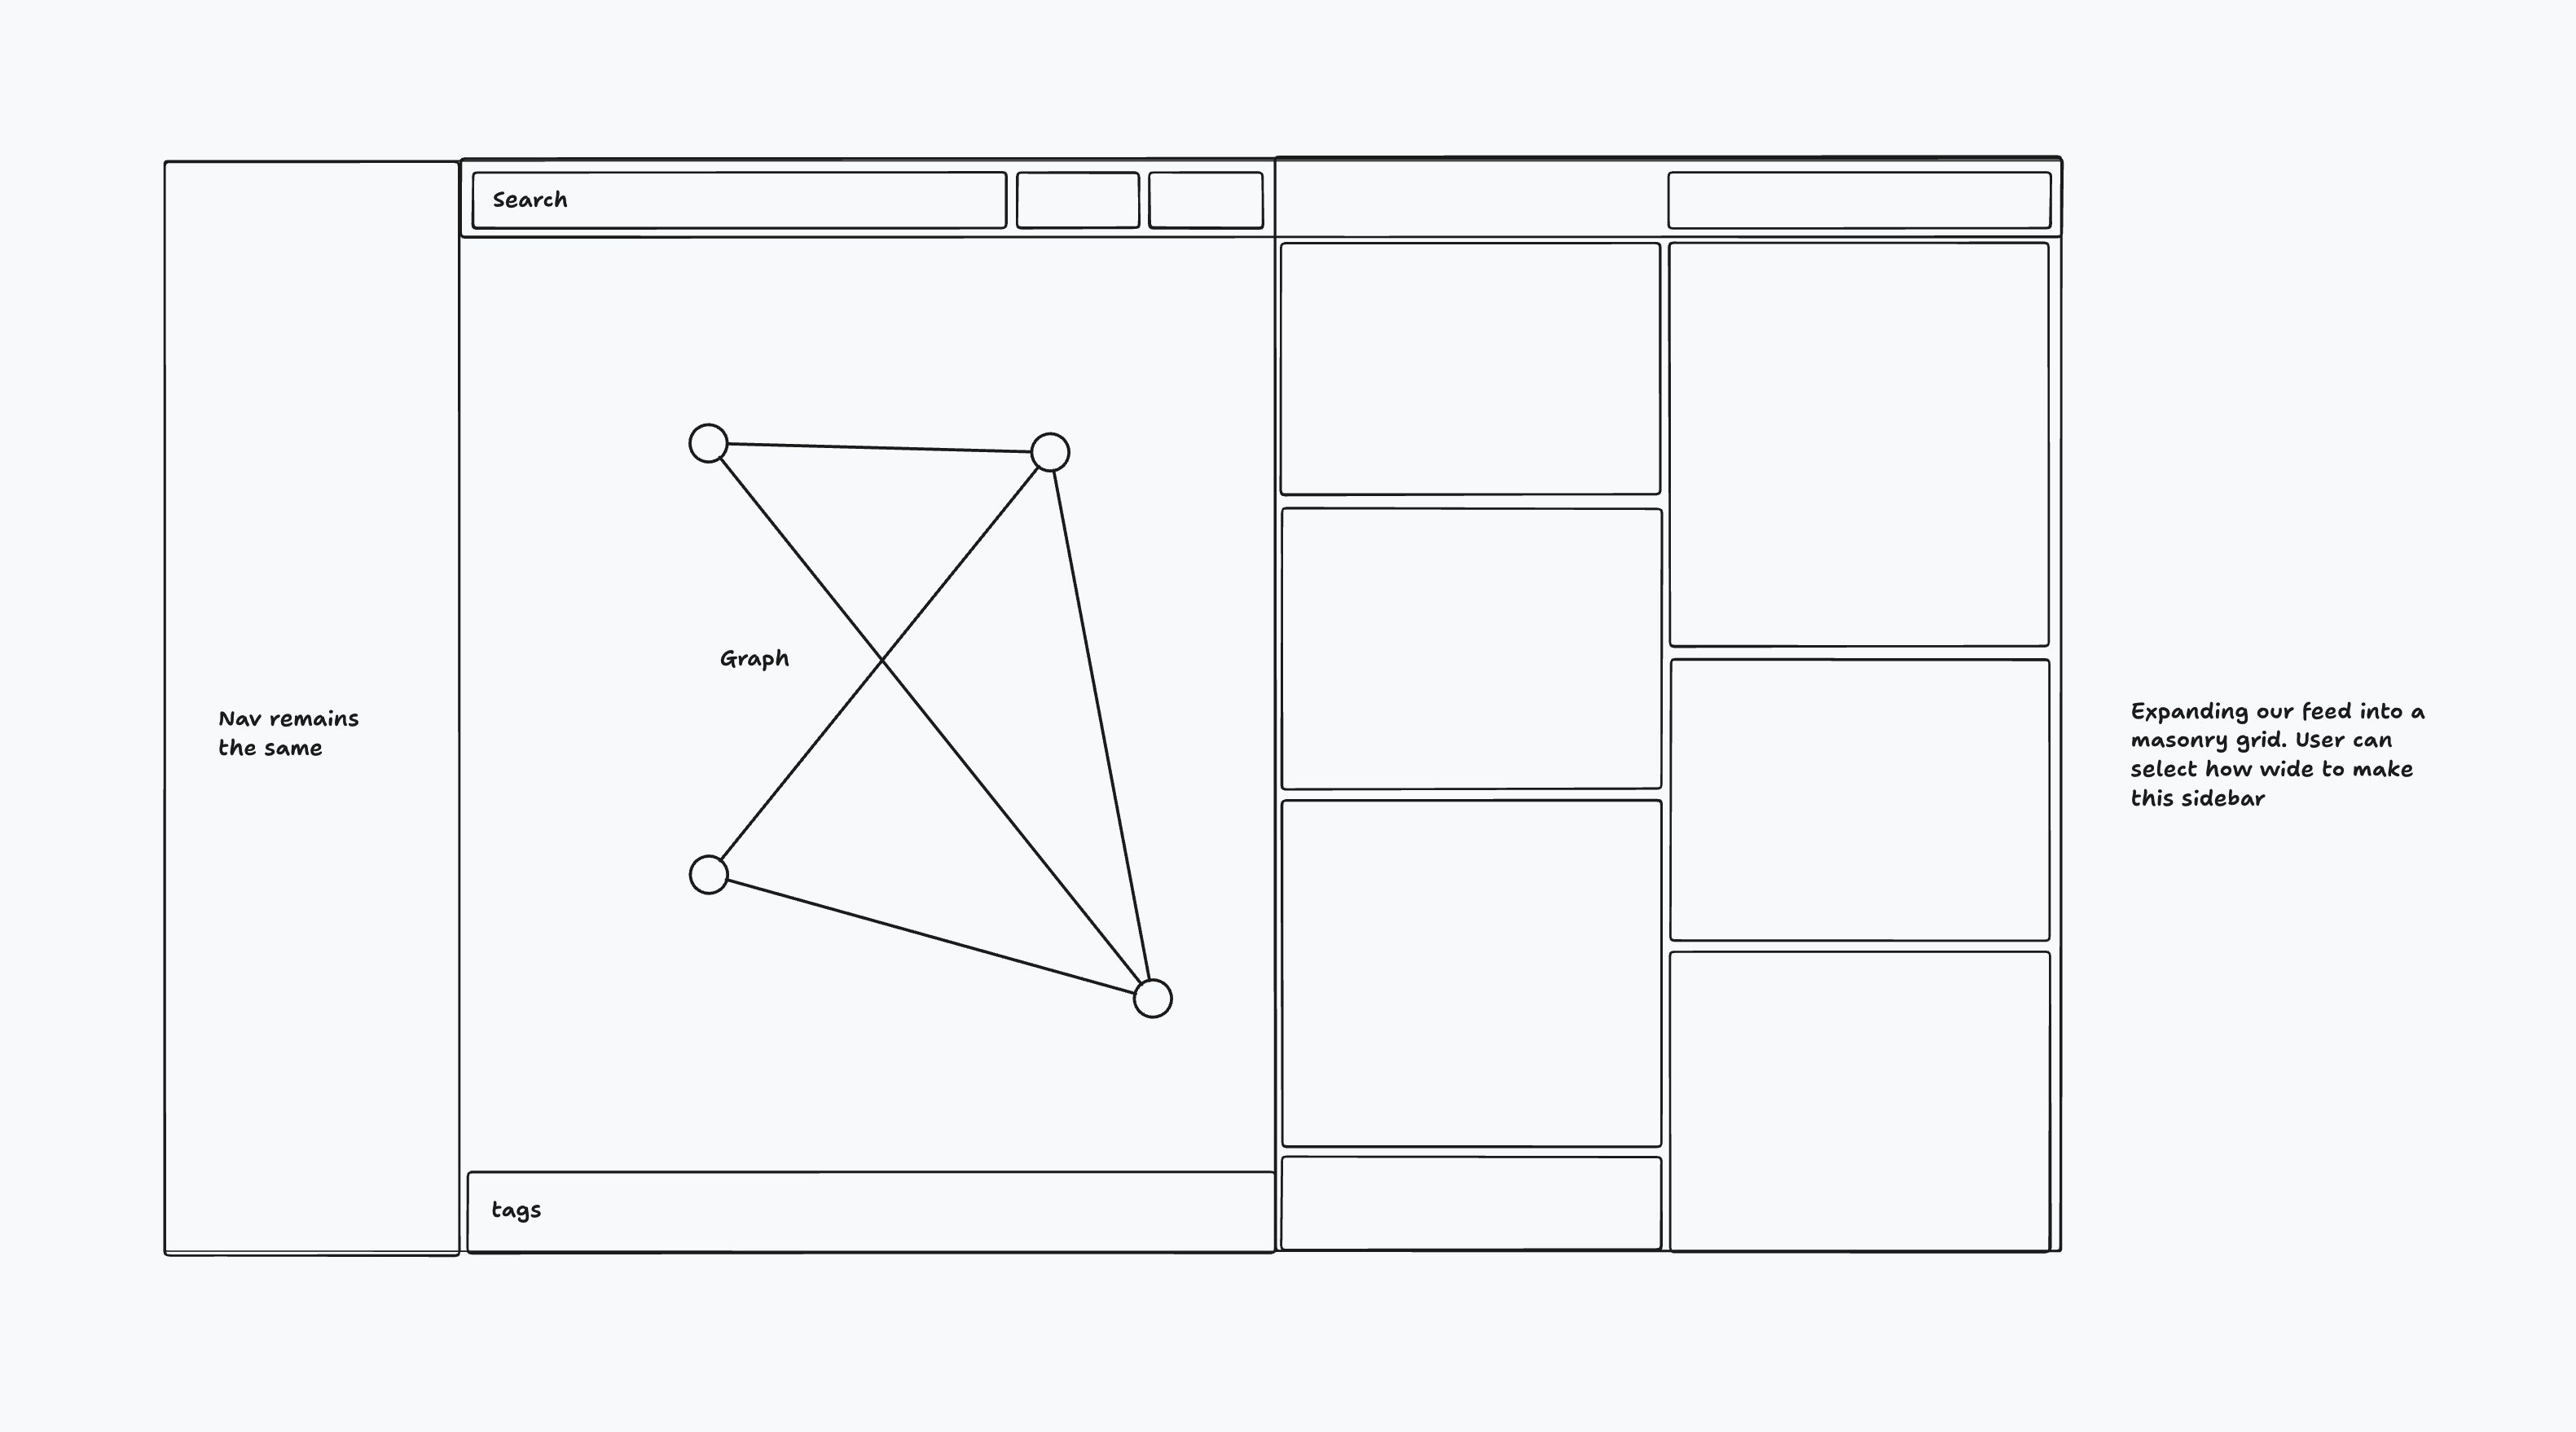 Search
Graph
Nav remains
the same
Expanding our feed into a
masonry grid. User can
select how wide to make
this sidebar
tags